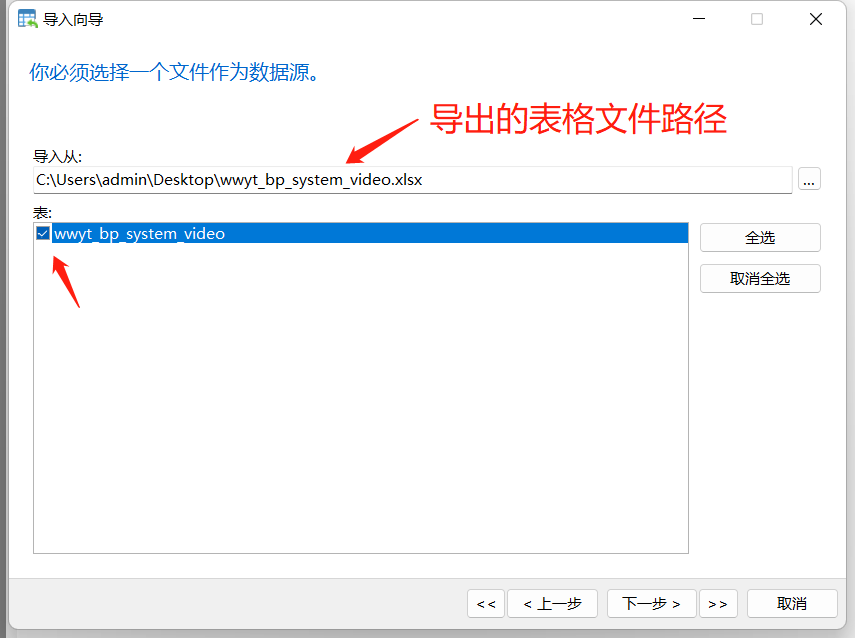 导入向导
你必须选择一个文件作为数据源。
导出的表格文件路径
导入从:
C:\Users\admin\Desktop\wwyt_bp_system_video.xlsx
...
表:
wwyt_bp_system_video
全选
取消全选
<<
< 上一步
下一步 >
>>
取消